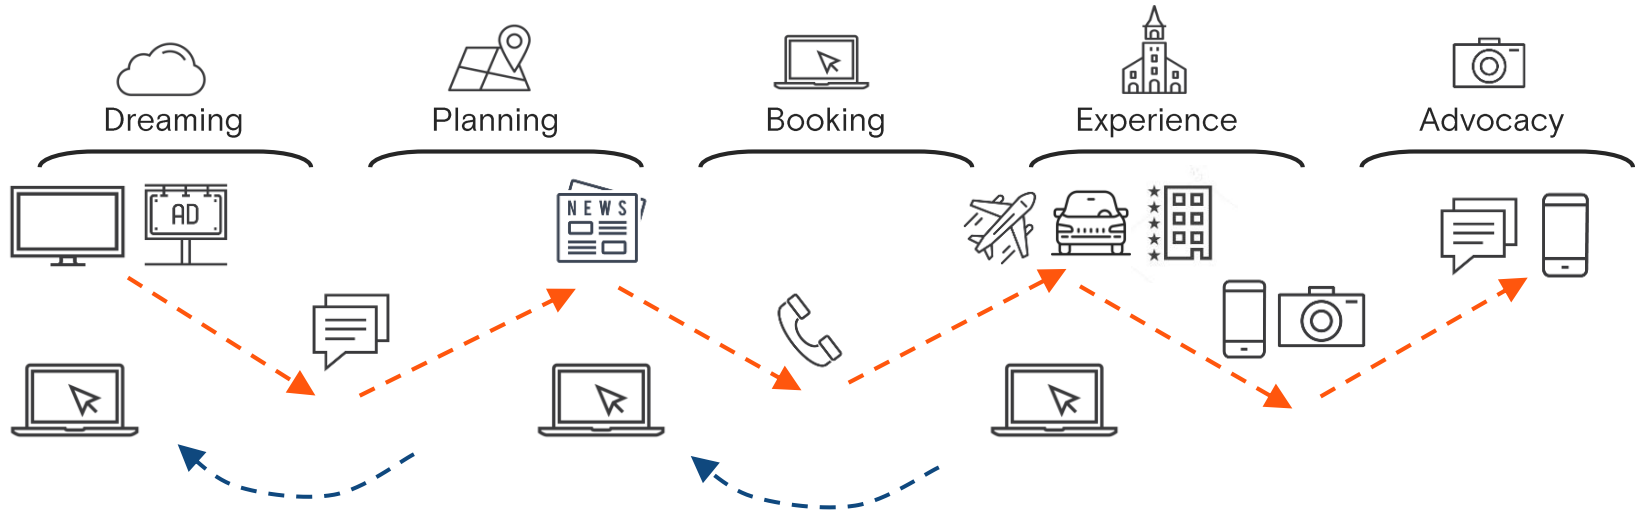 Dreaming
Planning
Booking
Experience
Advocacy
AD
NEWS